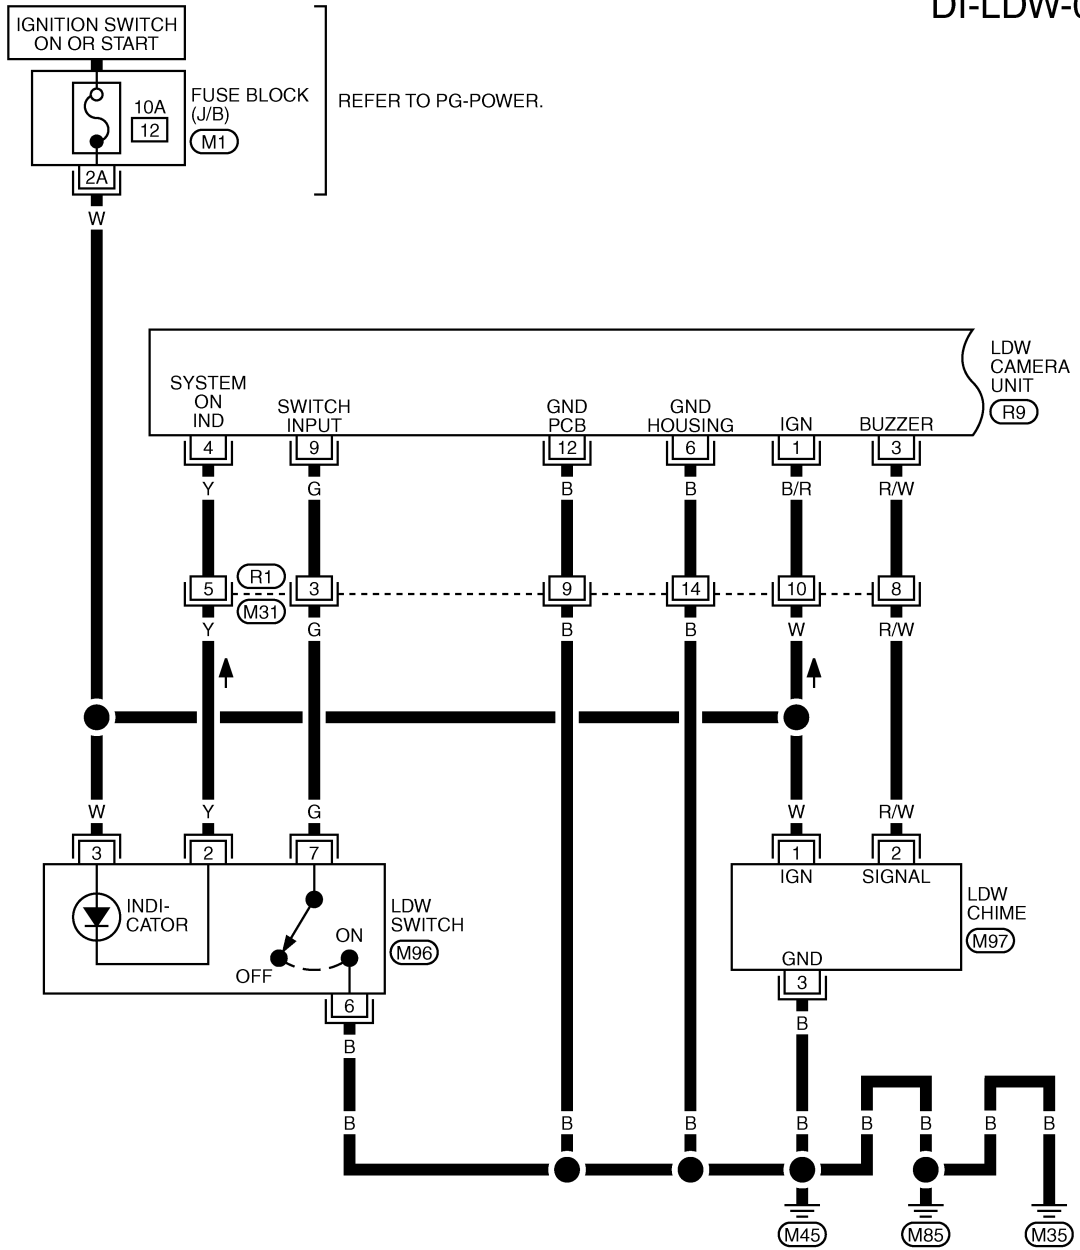 DI-LDW-
IGNITION SWITCH
ON OR START
10A
12
FUSE BLOCK
(J/B)
M1
REFER TO PG-POWER.
2A
W
SYSTEM
ON
IND
SWITCH
INPUT
GND
PCB
GND
HOUSING
IGN
BUZZER
LDW
CAMERA
UNIT
R9
4 9 12 6 1 3
Y G B B B/R R/W
R1
5 3 9 14 10 8
M31
Y G B B W R/W
W Y G W R/W
3 2 7 1 2
INDI-
CATOR
ON
OFF
LDW
SWITCH
M96
IGN SIGNAL
LDW
CHIME
M97
GND
6 3
B B
B B B B B B B B
M45 M85 M35